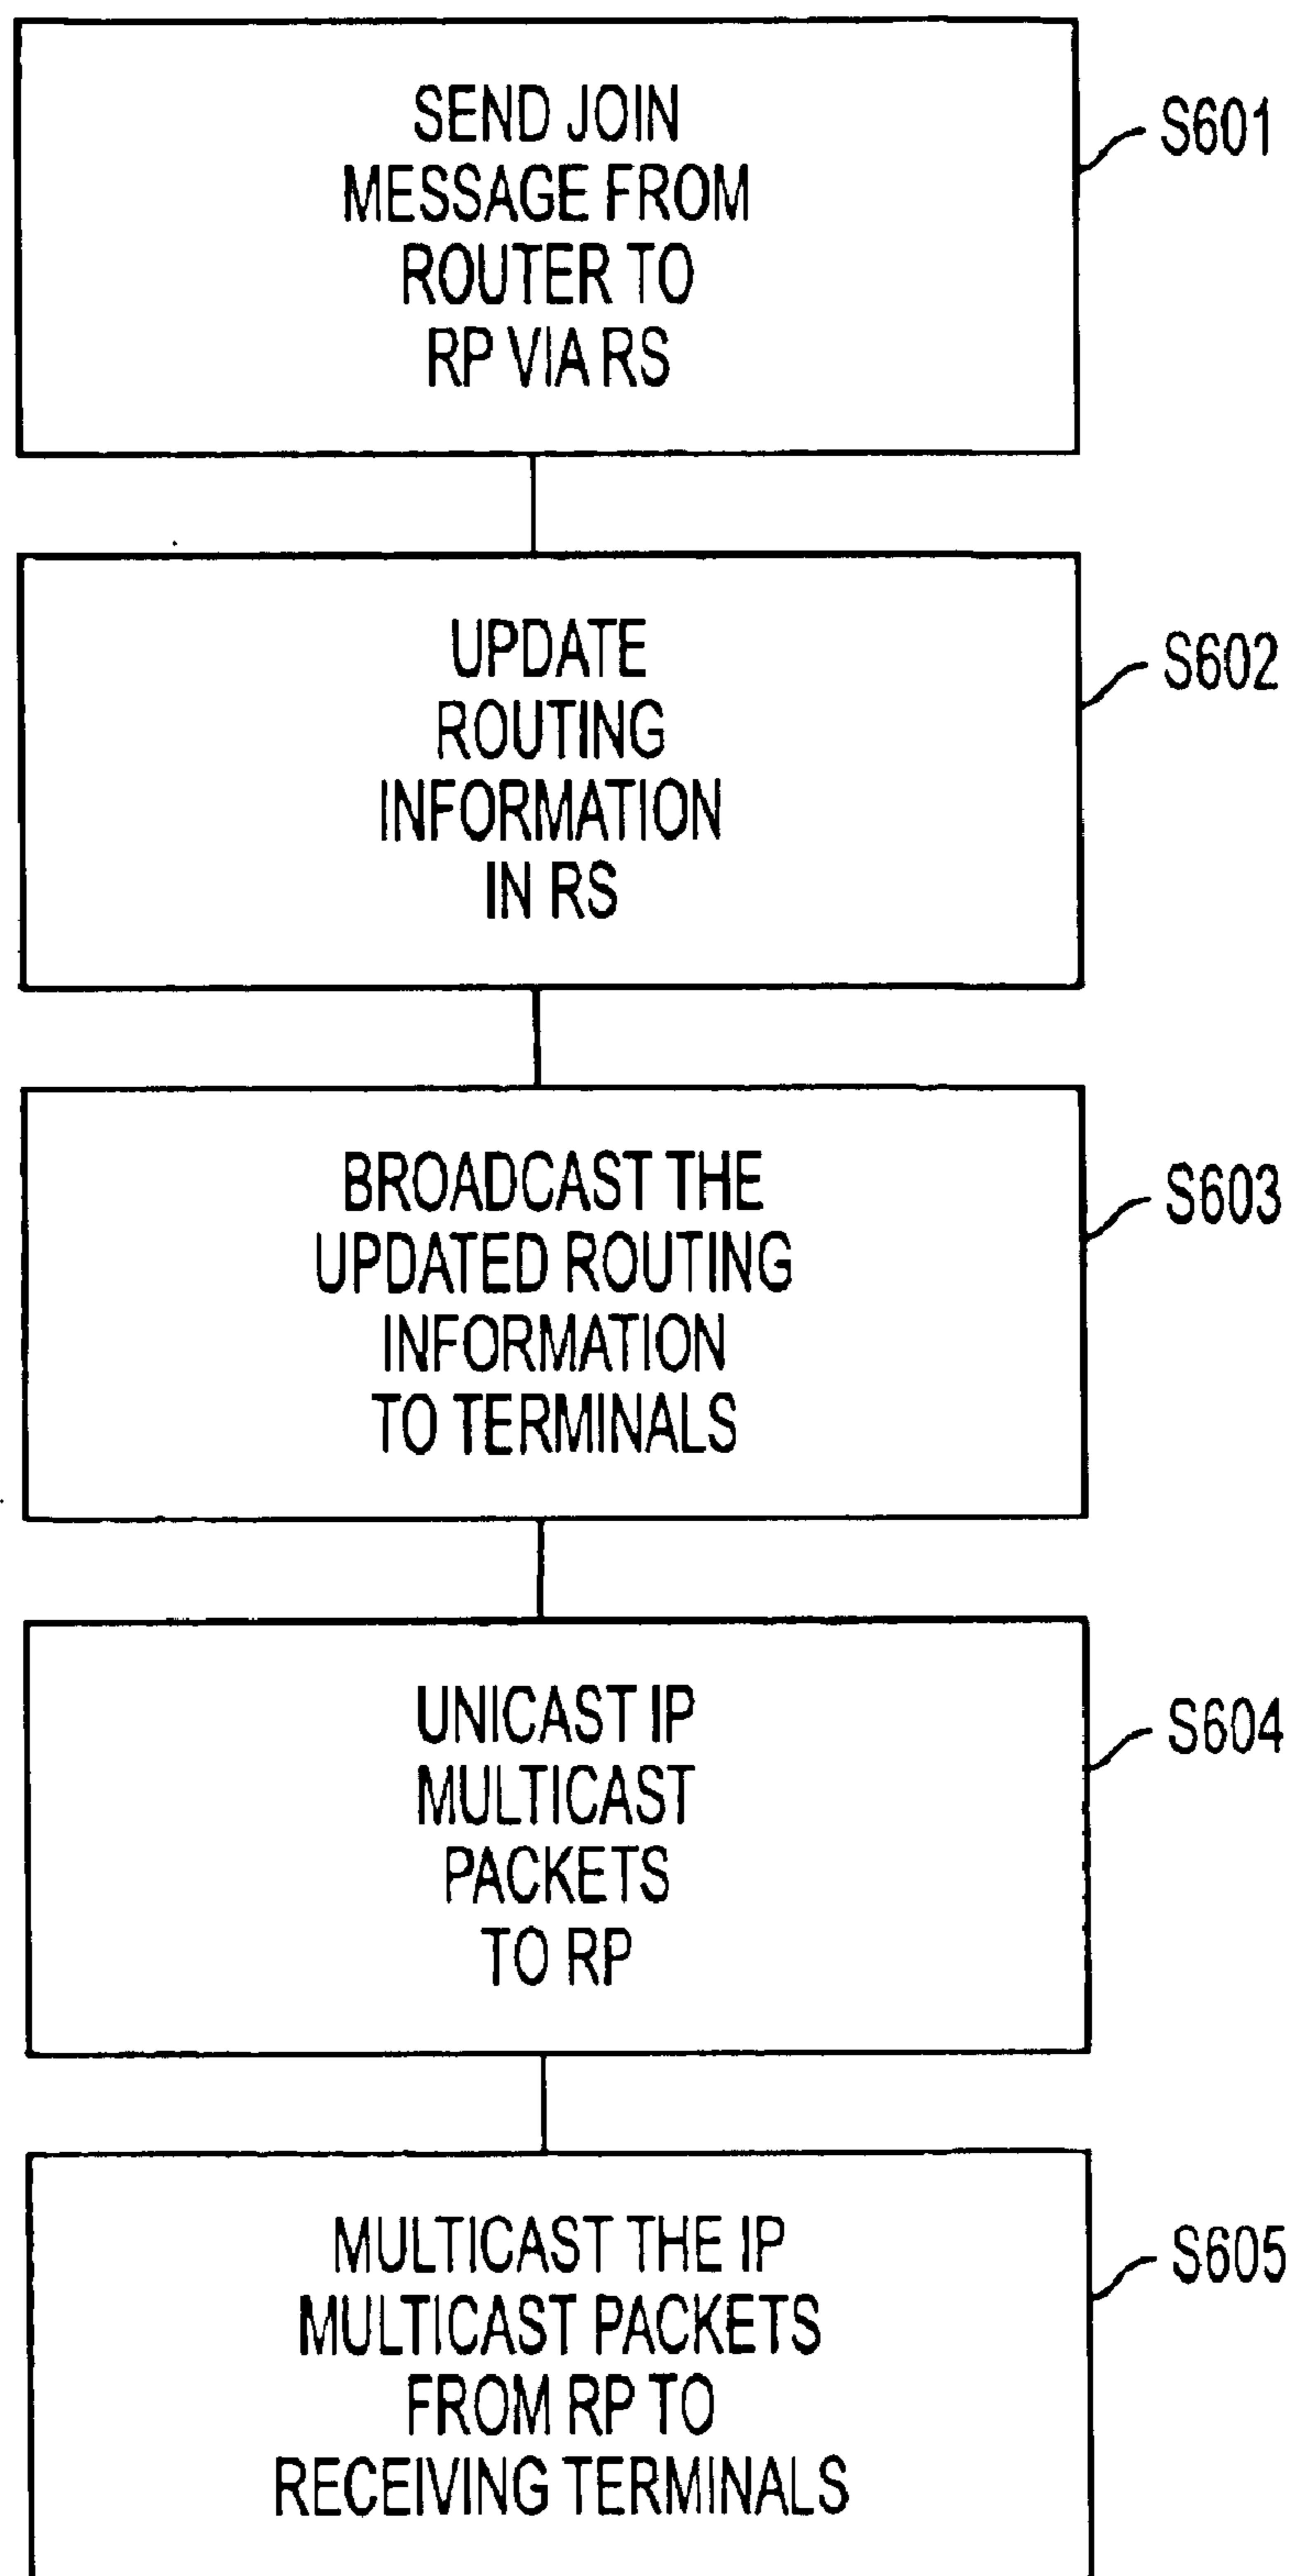 SEND JOIN
MESSAGE FROM
ROUTER TO
RP VIA RS
S601
UPDATE
ROUTING
INFORMATION
IN RS
S602
BROADCAST THE
UPDATED ROUTING
INFORMATION
TO TERMINALS
S603
UNICAST IP
MULTICAST
PACKETS
TO RP
S604
MULTICAST THE IP
MULTICAST PACKETS
FROM RP TO
RECEIVING TERMINALS
S605